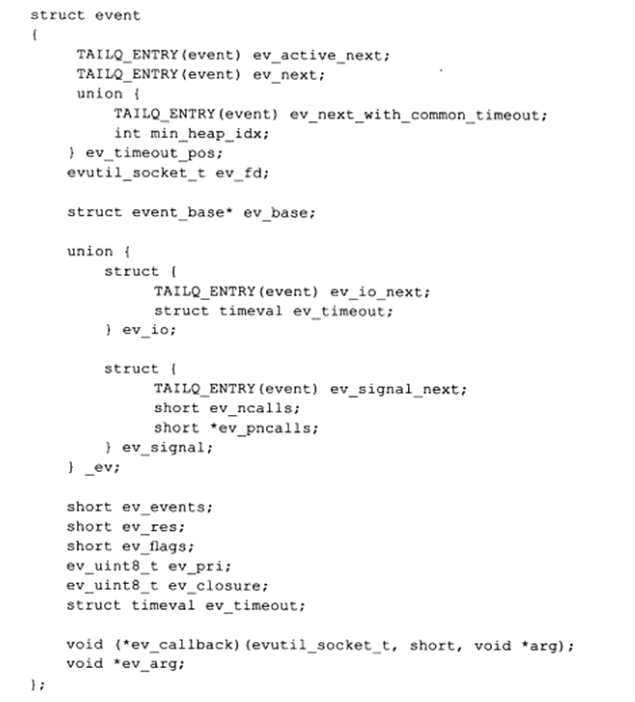 struct event
{
TAILQ_ENTRY(event) ev_active_next;
TAILQ_ENTRY(event) ev_next;
union {
TAILQ_ENTRY(event) ev_next_with_common_timeout;
int min_heap_idx;
} ev_timeout_pos;
evutil_socket_t ev_fd;
struct event_base* ev_base;
union {
struct {
TAILQ_ENTRY(event) ev_io_next;
struct timeval ev_timeout;
} ev_io;
struct {
TAILQ_ENTRY(event) ev_signal_next;
short ev_ncalls;
short *ev_pncalls;
} ev_signal;
} _ev;
short ev_events;
short ev_res;
short ev_flags;
ev_uint8_t ev_pri;
ev_uint8_t ev_closure;
struct timeval ev_timeout;
void (*ev_callback)(evutil_socket_t, short, void *arg);
void *ev_arg;
};